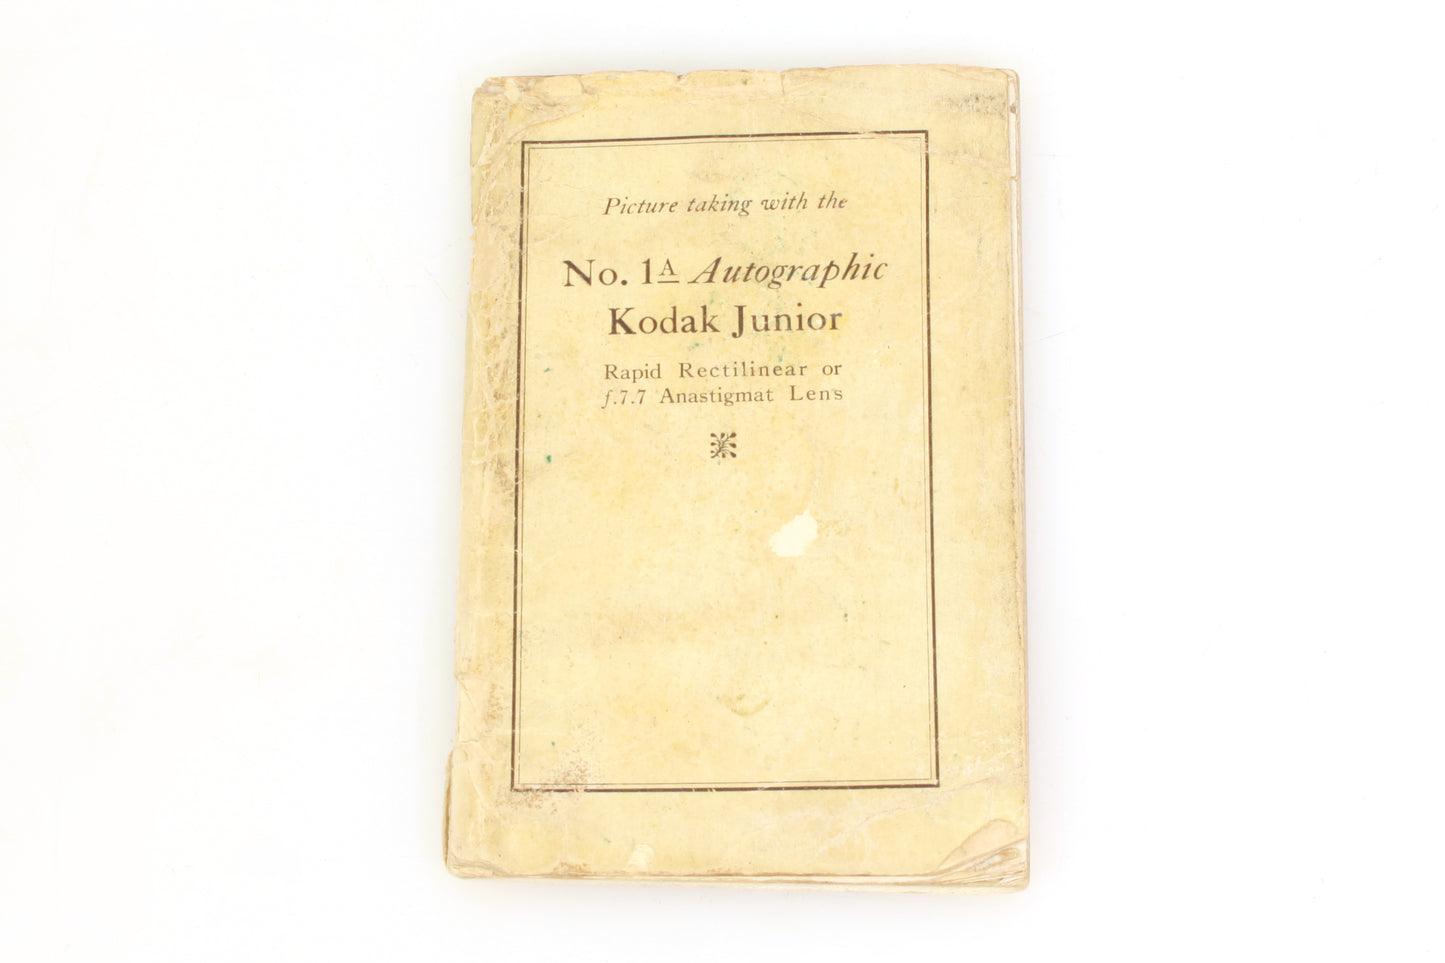 Picture taking with the
No. 1A Autographic
Kodak Junior
Rapid Rectilinear or
f.7.7 Anastigmat Lens